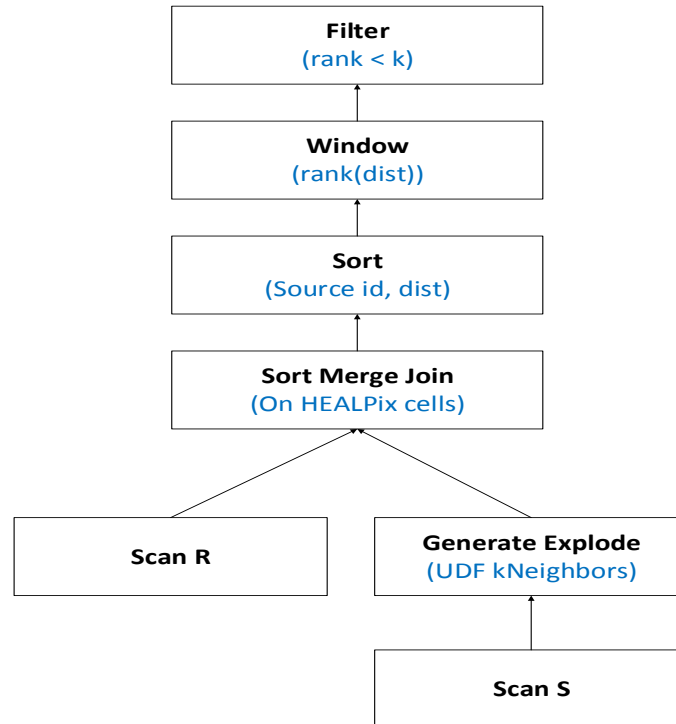 Filter
(rank < k)
Window
(rank(dist))
Sort
(Source id, dist)
Sort Merge Join
(On HEALPix cells)
Scan R
Generate Explode
(UDF kNeighbors)
Scan S